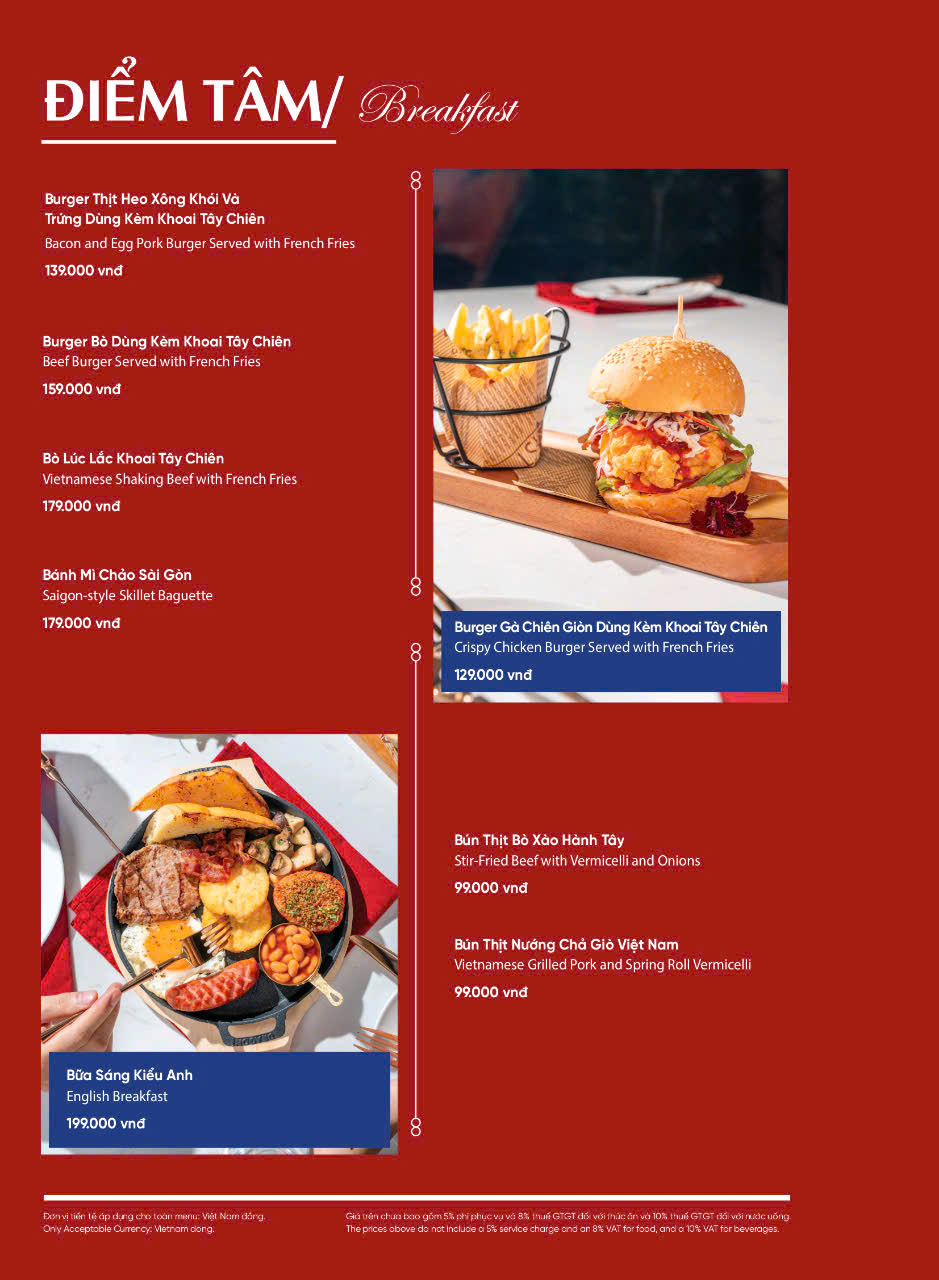 ĐIỂM TÂM/ Breakfast
Burger Thịt Heo Xông Khói Và
Trứng Dùng Kèm Khoai Tây Chiên
Bacon and Egg Pork Burger Served with French Fries
139.000 vnđ
Burger Bò Dùng Kèm Khoai Tây Chiên
Beef Burger Served with French Fries
159.000 vnđ
Bò Lúc Lắc Khoai Tây Chiên
Vietnamese Shaking Beef with French Fries
179.000 vnđ
Bánh Mì Chảo Sài Gòn
Saigon-style Skillet Baguette
179.000 vnđ
Burger Gà Chiên Giòn Dùng Kèm Khoai Tây Chiên
Crispy Chicken Burger Served with French Fries
129.000 vnđ
Bữa Sáng Kiểu Anh
English Breakfast
199.000 vnđ
Bún Thịt Bò Xào Hành Tây
Stir-Fried Beef with Vermicelli and Onions
99.000 vnđ
Bún Thịt Nướng Chả Giò Việt Nam
Vietnamese Grilled Pork and Spring Roll Vermicelli
99.000 vnđ
Đơn vị tiền tệ áp dụng cho toàn menu: Việt Nam đồng.
Only Acceptable Currency: Vietnam dong.
Giá trên chưa bao gồm 5% phí phục vụ và 8% thuế GTGT đối với thức ăn và 10% thuế GTGT đối với nước uống.
The prices above do not include a 5% service charge and an 8% VAT for food, and a 10% VAT for beverages.